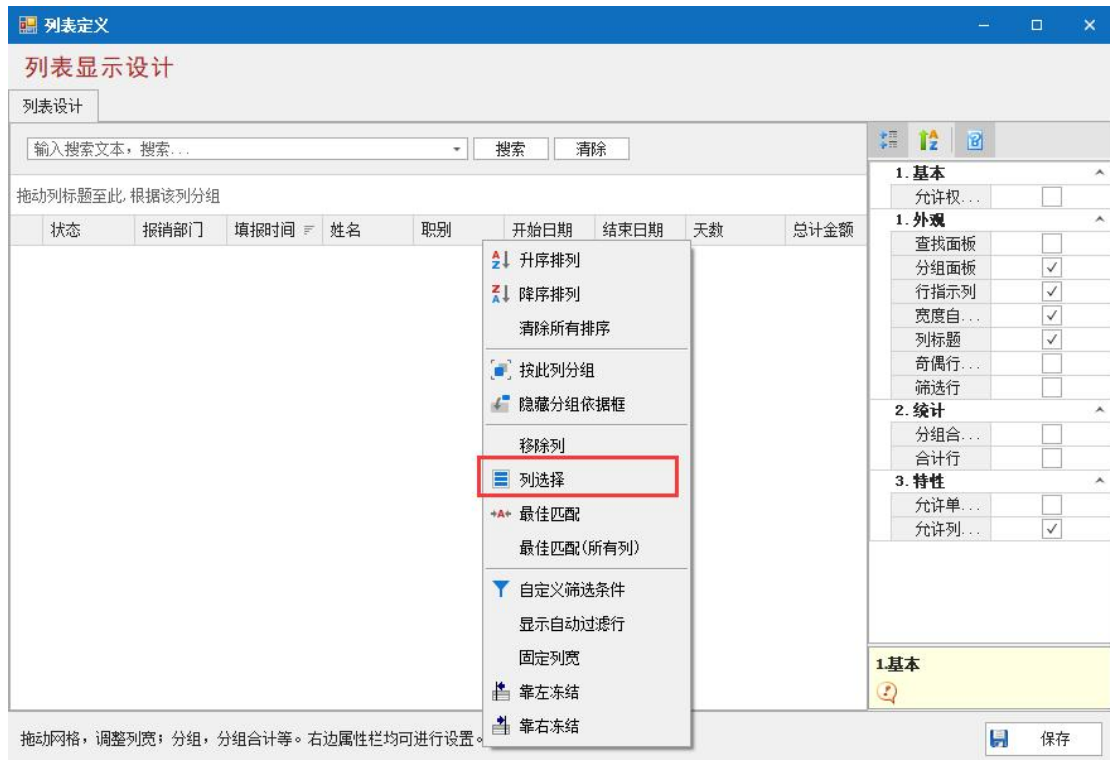 列表定义
列表显示设计
列表设计
输入搜索文本，搜索... 搜索 清除
拖动列标题至此,根据该列分组
状态 报销部门 填报时间 姓名 职别 开始日期 结束日期 天数 总计金额
升序排列
降序排列
清除所有排序
按此列分组
隐藏分组依据框
移除列
列选择
最佳匹配
最佳匹配(所有列)
自定义筛选条件
显示自动过滤行
固定列宽
靠左冻结
靠右冻结
1.基本
允许权...
1.外观
查找面板
分组面板
行指示列
宽度自...
列标题
奇偶行...
筛选行
2.统计
分组合...
合计行
3.特性
允许单...
允许列...
1.基本
拖动网格，调整列宽；分组，分组合计等。右边属性栏均可进行设置。
保存